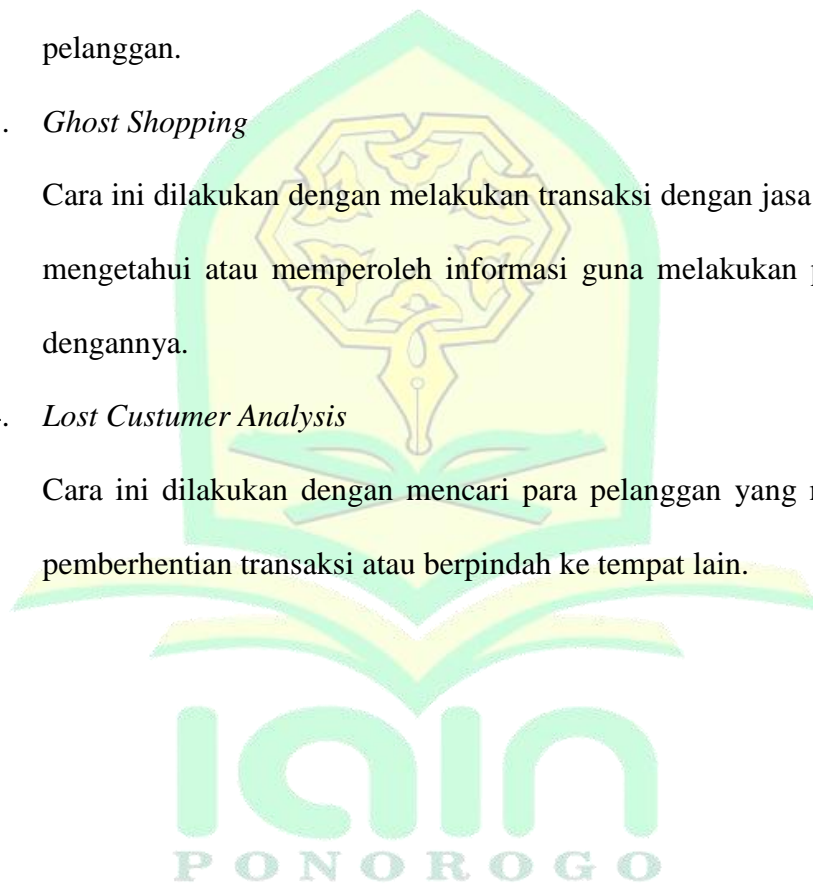 pelanggan.
. Ghost Shopping
Cara ini dilakukan dengan melakukan transaksi dengan jasa
mengetahui atau memperoleh informasi guna melakukan
dengannya.
. Lost Custumer Analysis
Cara ini dilakukan dengan mencari para pelanggan yang
pemberhentian transaksi atau berpindah ke tempat lain.
iain
PONOROGO